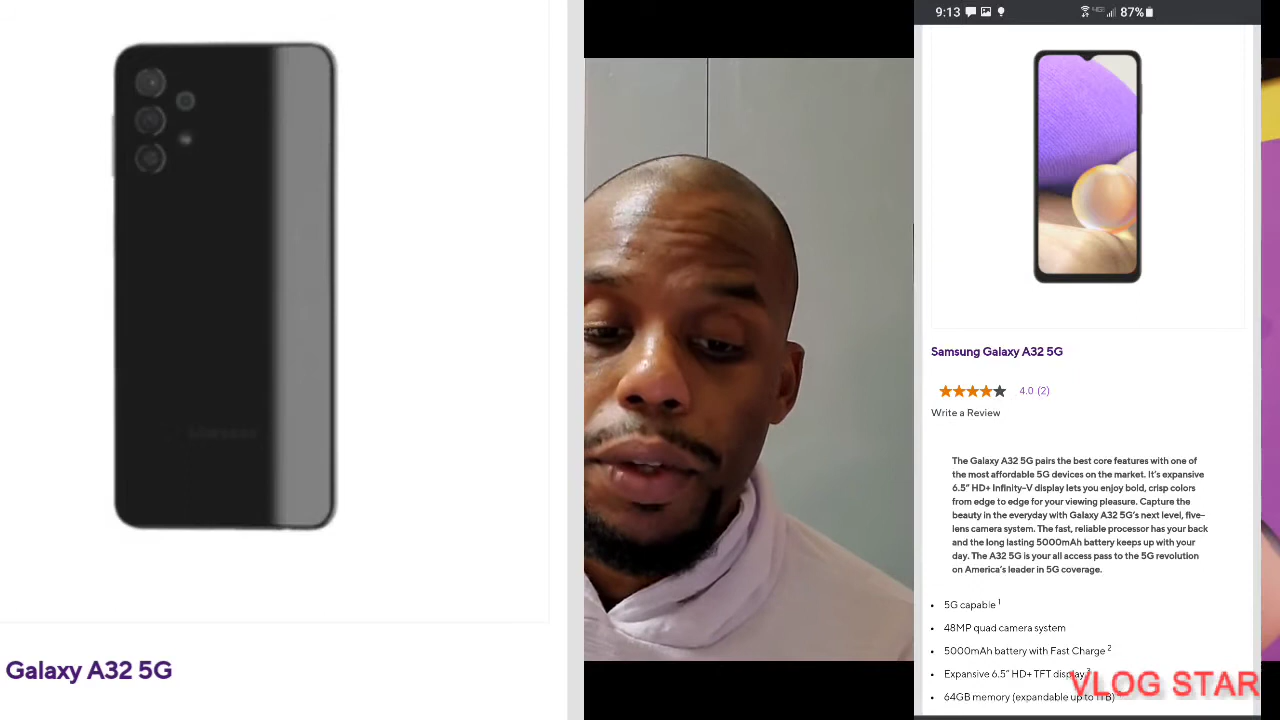 SAMSUNG
Galaxy A32 5G
9:13
87%
Samsung Galaxy A32 5G
4.0 (2)
Write a Review
The Galaxy A32 5G pairs the best core features with one of
the most affordable 5G devices on the market. It's expansive
6.5" HD+ Infinity-V display lets you enjoy bold, crisp colors
from edge to edge for your viewing pleasure. Capture the
beauty in the everyday with Galaxy A32 5G's next level, five-
lens camera system. The fast, reliable processor has your back
and the long lasting 5000mAh battery keeps up with your
day. The A32 5G is your all access pass to the 5G revolution
on America's leader in 5G coverage.
• 5G capable 1
• 48MP quad camera system
• 5000mAh battery with Fast Charge 2
• Expansive 6.5" HD+ TFT display 3
• 64GB memory (expandable up to 1TB)
VLOG STAR